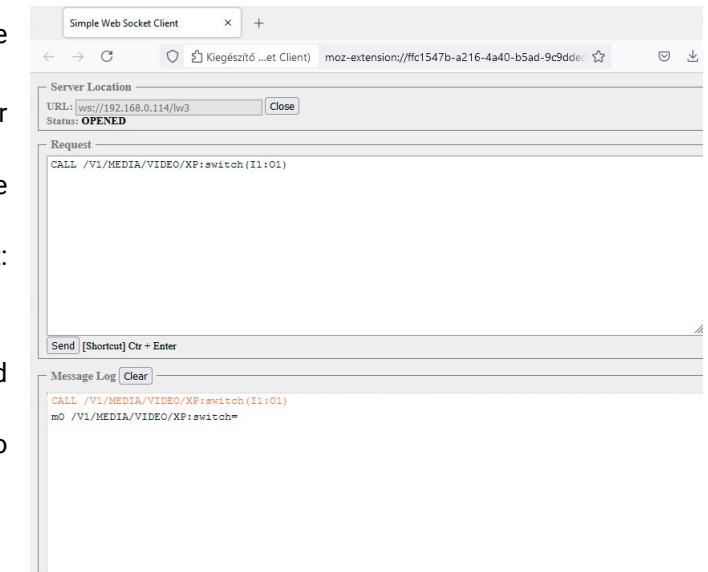 Simple Web Socket Client × +
Kiegészítő ...et Client) moz-extension://ffc1547b-a216-4a40-b5ad-9c9dded
Server Location
URL: ws://192.168.0.114/lw3 Close
Status: OPENED
Request
CALL /V1/MEDIA/VIDEO/XP:switch(I1:O1)
Send [Shortcut] Ctr + Enter
Message Log Clear
CALL /V1/MEDIA/VIDEO/XP:switch(I1:O1)
mO /V1/MEDIA/VIDEO/XP:switch=